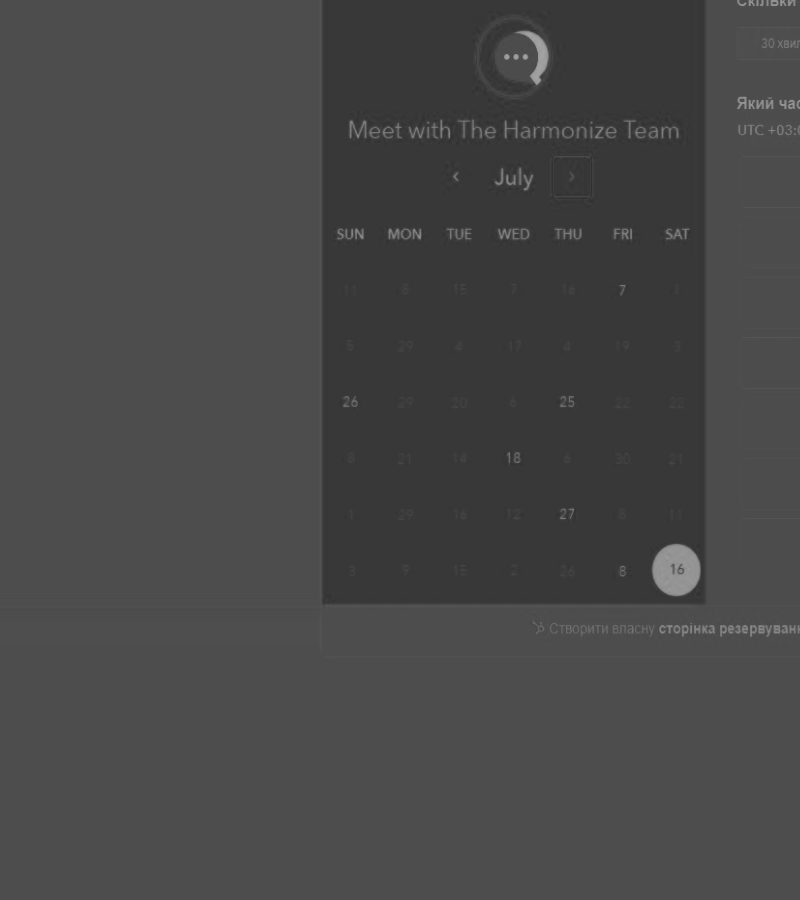 Скільки
30 хвил
Meet with The Harmonize Team
Який час
UTC +03:0
July
SUN MON TUE WED THU FRI SAT
11 8 15 7 16 7 1
5 29 4 17 4 19 3
26 29 20 6 25 22 22
8 21 14 18 6 30 21
1 29 16 12 27 8 11
3 9 15 2 26 8 16
Створити власну сторінка резервуванн